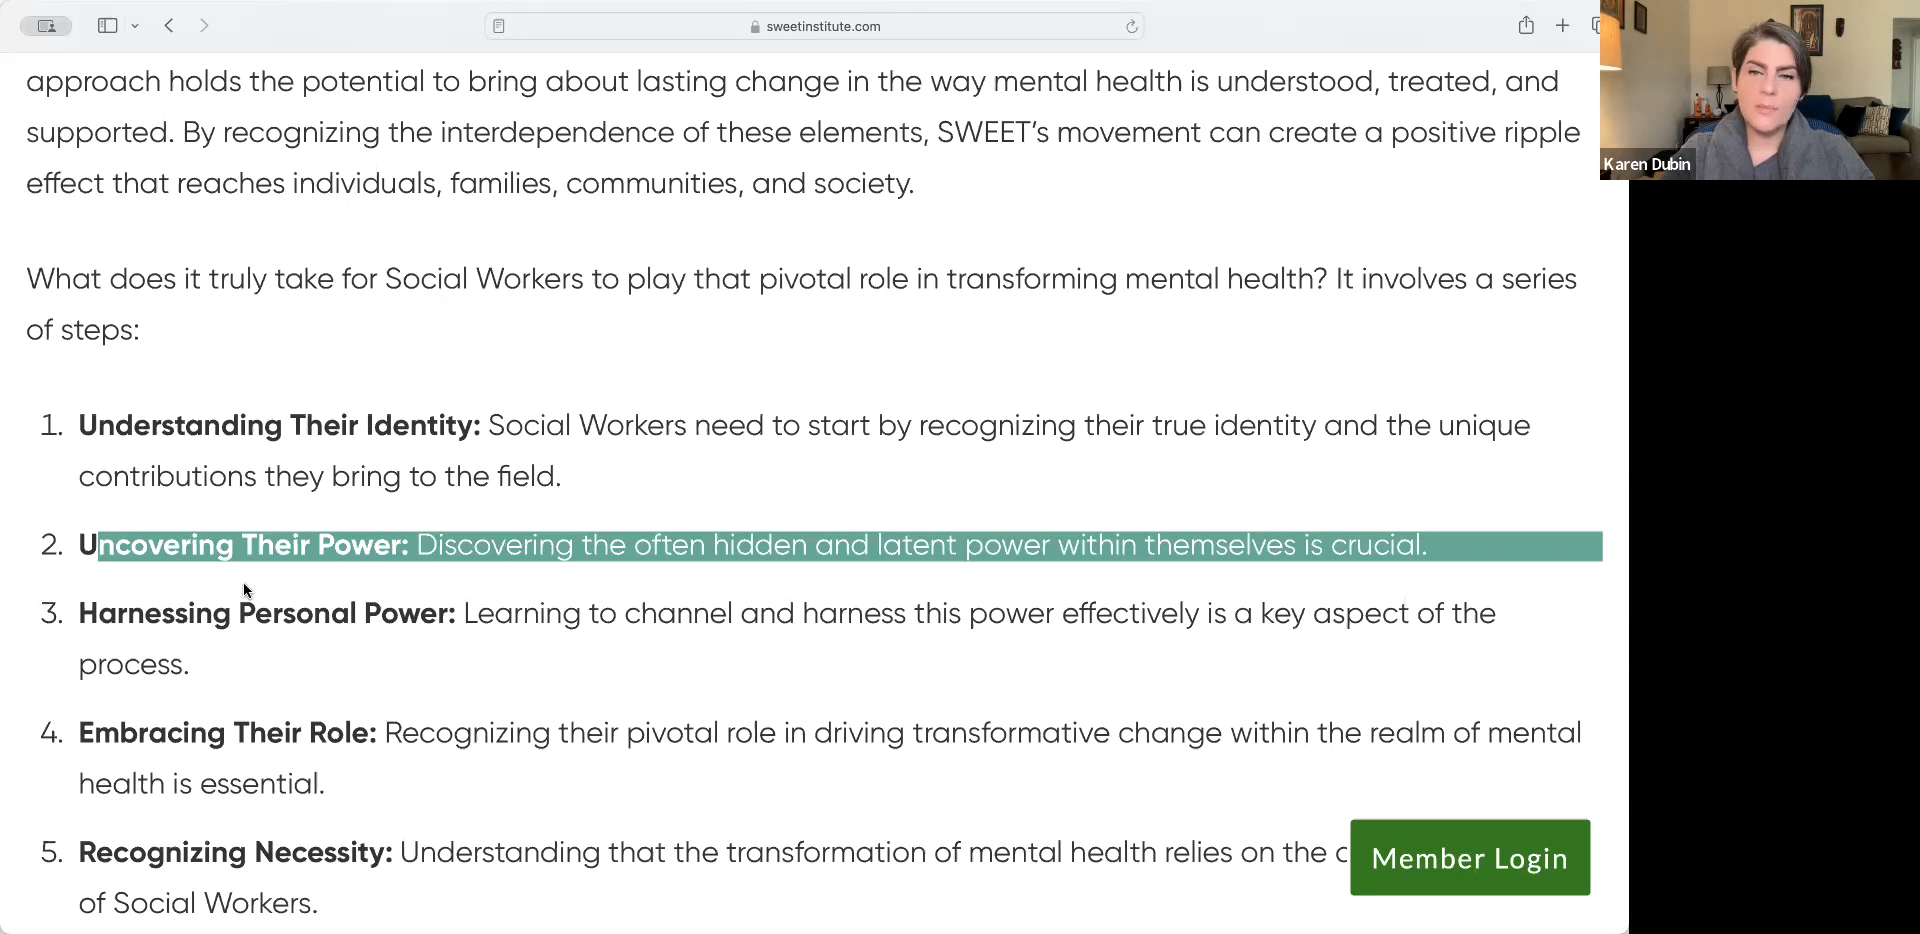 sweetinstitute.com
approach holds the potential to bring about lasting change in the way mental health is understood, treated, and
supported. By recognizing the interdependence of these elements, SWEET’s movement can create a positive ripple
effect that reaches individuals, families, communities, and society.
Karen Dubin
What does it truly take for Social Workers to play that pivotal role in transforming mental health? It involves a series
of steps:
1. Understanding Their Identity: Social Workers need to start by recognizing their true identity and the unique
contributions they bring to the field.
2. Uncovering Their Power: Discovering the often hidden and latent power within themselves is crucial.
3. Harnessing Personal Power: Learning to channel and harness this power effectively is a key aspect of the
process.
4. Embracing Their Role: Recognizing their pivotal role in driving transformative change within the realm of mental
health is essential.
5. Recognizing Necessity: Understanding that the transformation of mental health relies on the
of Social Workers.
Member Login